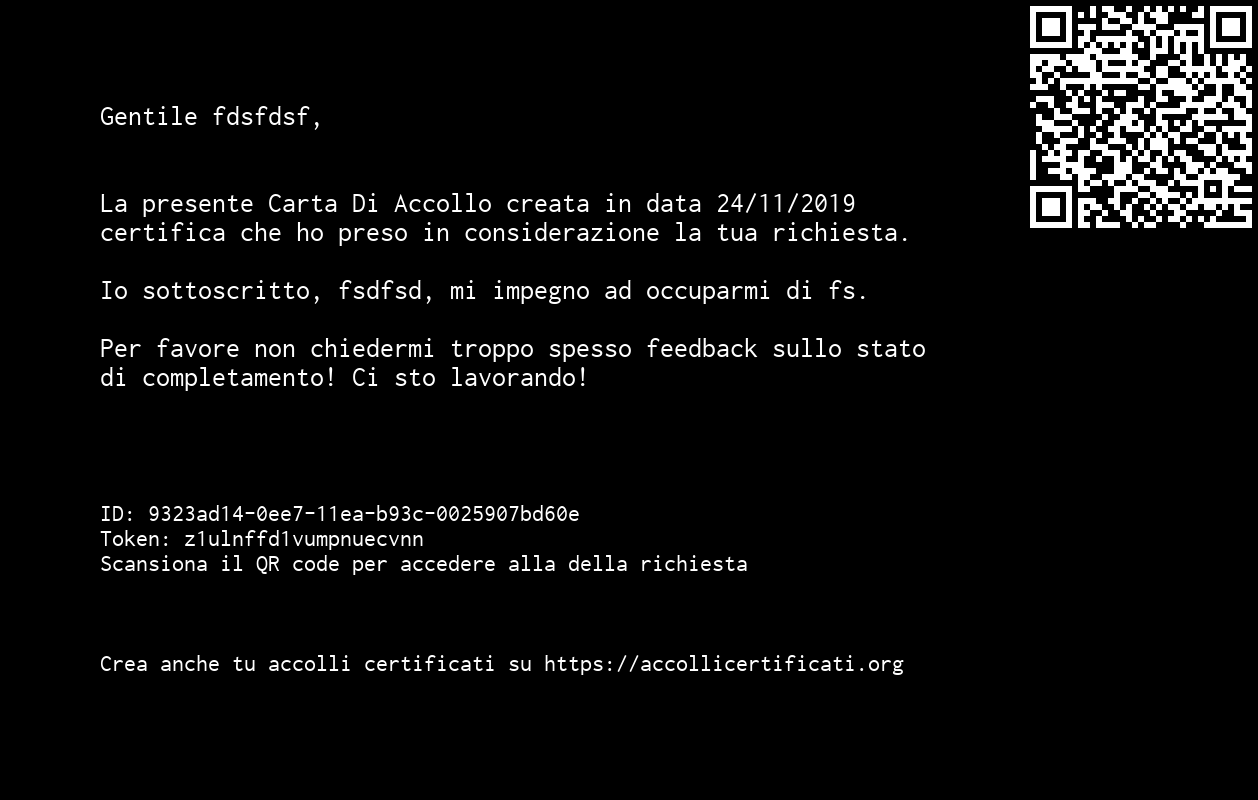 Gentile fdsfdsf,
La presente Carta Di Accollo creata in data 24/11/2019
certifica che ho preso in considerazione la tua richiesta.
Io sottoscritto, fsdfsd, mi impegno ad occuparmi di fs.
Per favore non chiedermi troppo spesso feedback sullo stato
di completamento! Ci sto lavorando!
ID: 9323ad14-0ee7-11ea-b93c-0025907bd60e
Token: z1ulnffd1vumpnuecvnn
Scansiona il QR code per accedere alla della richiesta
Crea anche tu accolli certificati su https://accollicertificati.org